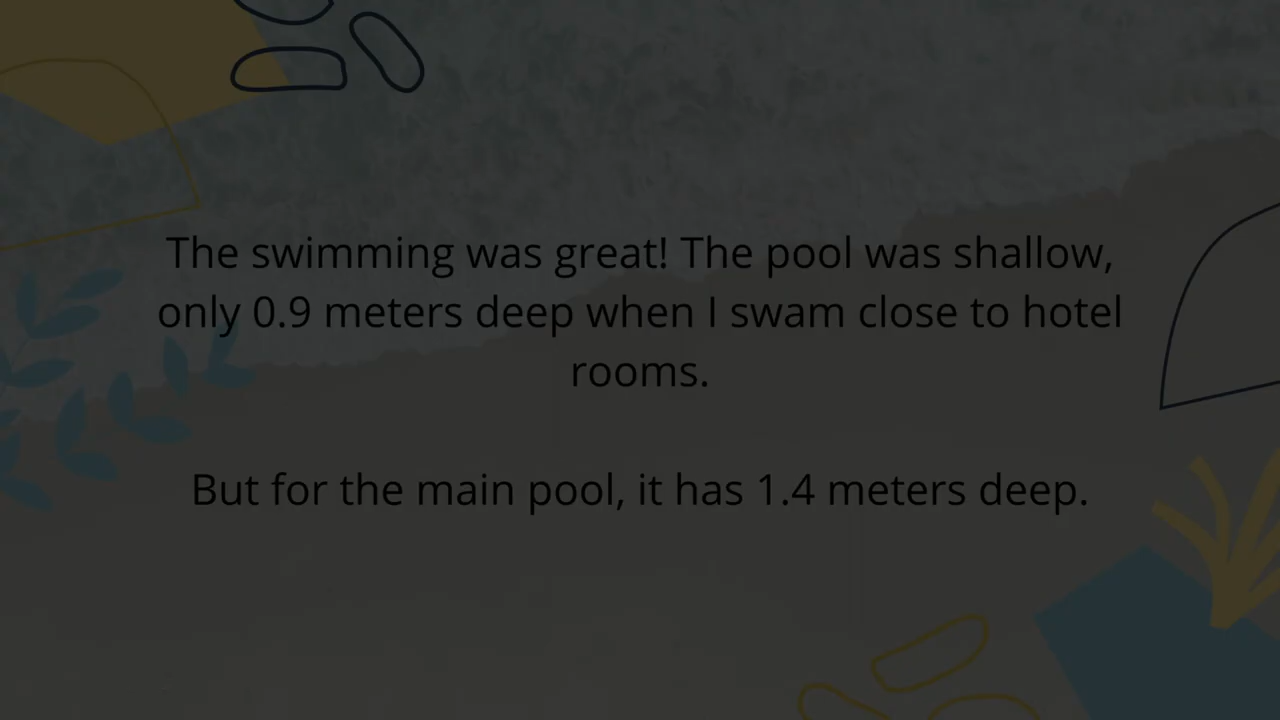 The swimming was great! The pool was shallow,
only 0.9 meters deep when I swam close to hotel
rooms.
But for the main pool, it has 1.4 meters deep.